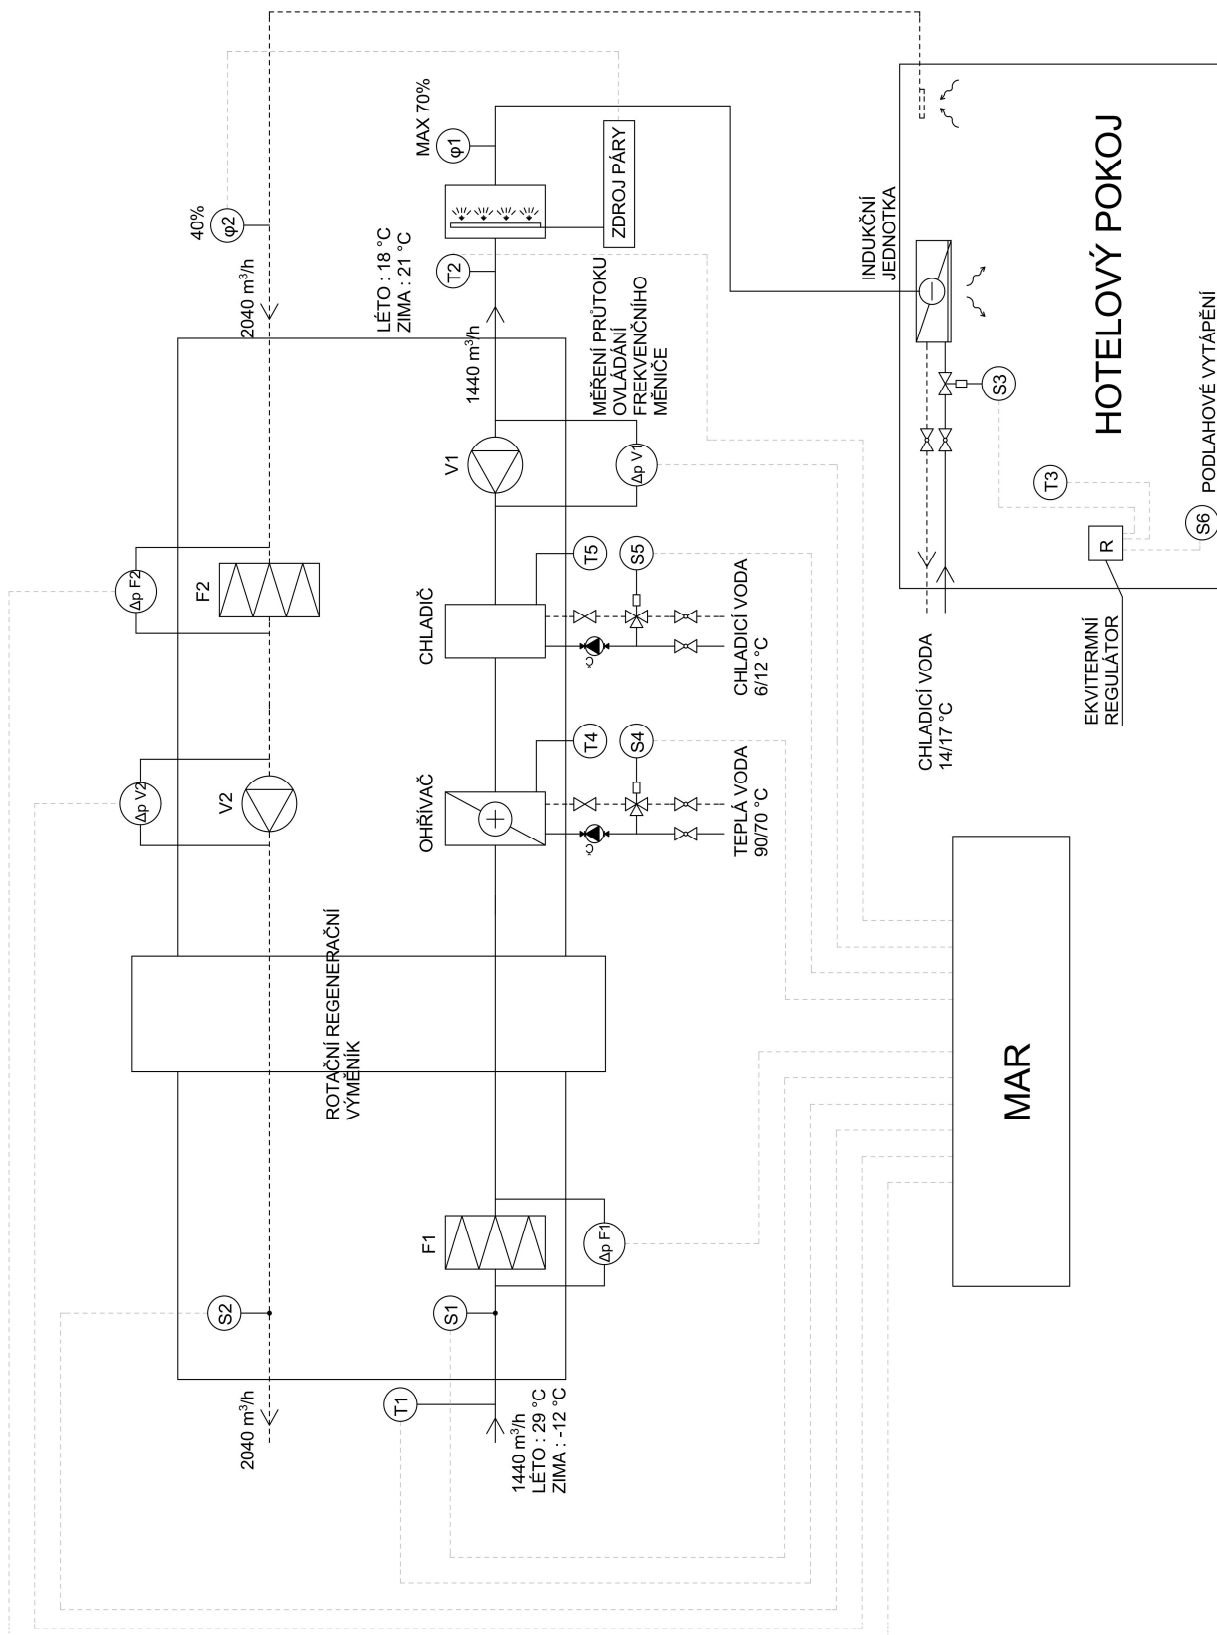 40%
φ2
2040 m³/h
MAX 70%
φ1
ZDROJ PÁRY
LÉTO : 18 °C
ZIMA : 21 °C
T2
1440 m³/h
MĚŘENÍ PRŮTOKU
OVLÁDÁNÍ
FREKVENČNÍHO
MĚNIČE
V1
Δp V1
Δp F2
F2
CHLADIČ
T5
S5
CHLADICÍ VODA
6/12 °C
Δp V2
V2
OHŘÍVAČ
T4
S4
TEPLÁ VODA
90/70 °C
ROTAČNÍ REGENERAČNÍ
VÝMĚNÍK
F1
Δp F1
S2
S1
2040 m³/h
T1
1440 m³/h
LÉTO : 29 °C
ZIMA : -12 °C
INDUKČNÍ
JEDNOTKA
HOTELOVÝ POKOJ
S3
T3
R
S6
PODLAHOVÉ VYTÁPĚNÍ
CHLADICÍ VODA
14/17 °C
EKVITERMNÍ
REGULÁTOR
MAR